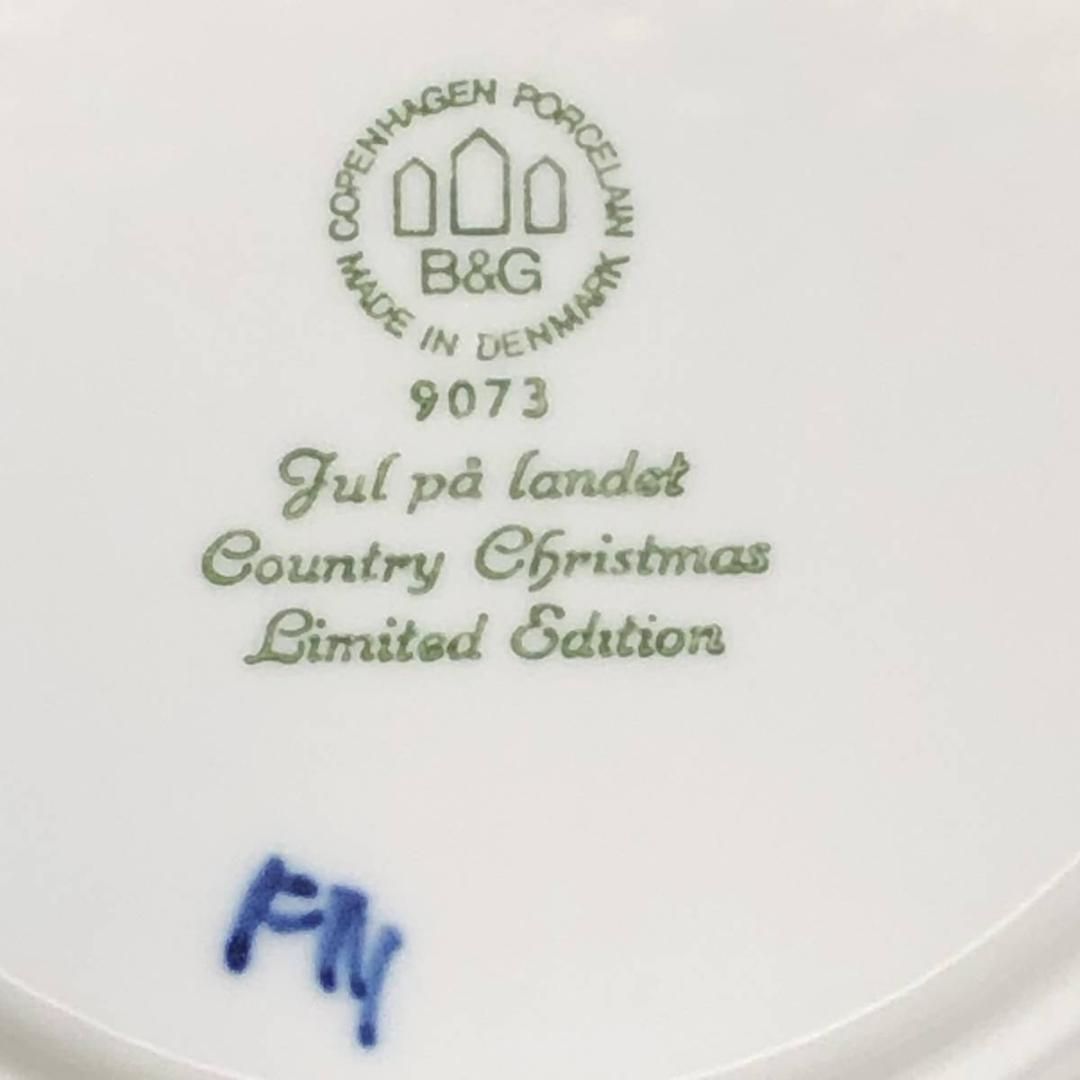 COPENHAGEN PORCELAIN
B&G
MADE IN DENMARK
9073
Jul på landet
Country Christmas
Limited Edition